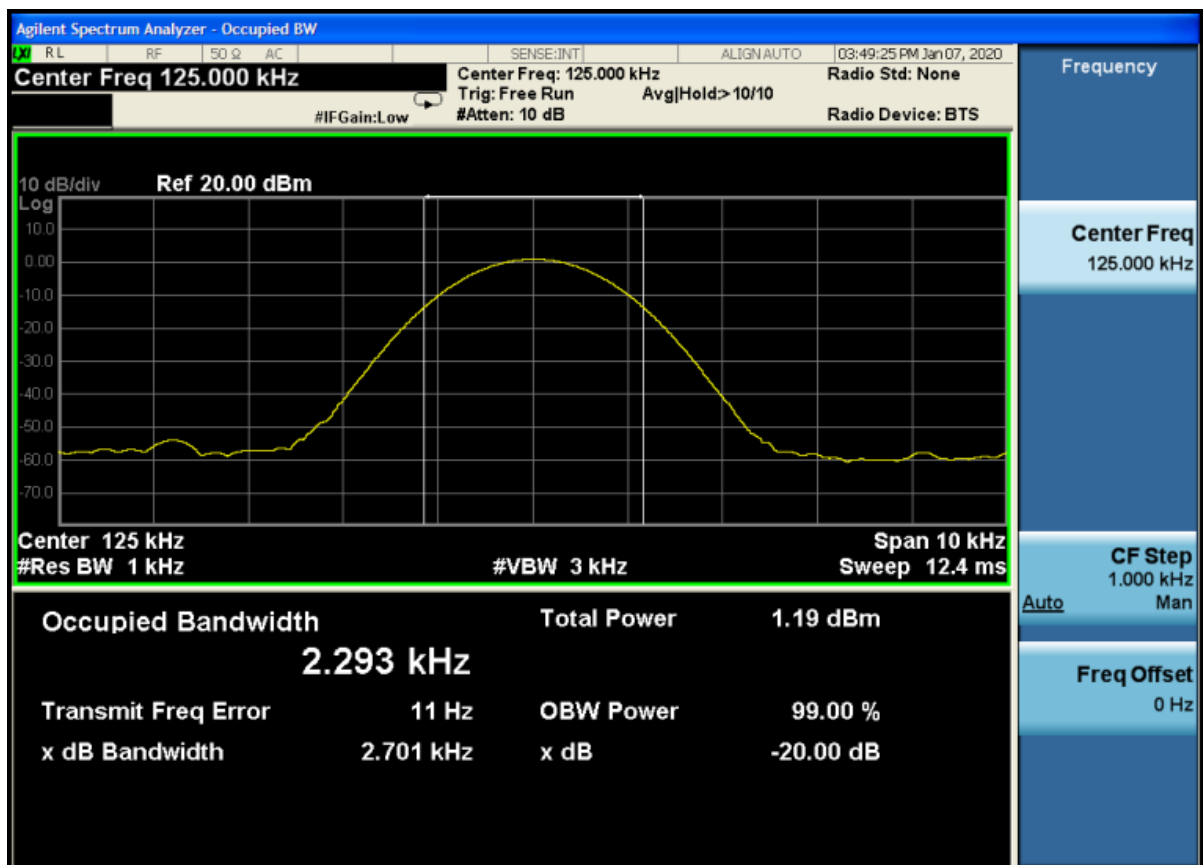 Agilent Spectrum Analyzer - Occupied BW
LXI RL RF 50 Ω AC SENSE:INT ALIGN AUTO 03:49:25 PM Jan 07, 2020
Center Freq 125.000 kHz Center Freq: 125.000 kHz Radio Std: None
Trig: Free Run Avg|Hold:> 10/10
#IFGain:Low #Atten: 10 dB Radio Device: BTS
10 dB/div Ref 20.00 dBm
Log
10.0
0.00
-10.0
-20.0
-30.0
-40.0
-50.0
-60.0
-70.0
Center 125 kHz Span 10 kHz
#Res BW 1 kHz #VBW 3 kHz Sweep 12.4 ms
Occupied Bandwidth Total Power 1.19 dBm
2.293 kHz
Transmit Freq Error 11 Hz OBW Power 99.00 %
x dB Bandwidth 2.701 kHz x dB -20.00 dB
Frequency
Center Freq
125.000 kHz
CF Step
1.000 kHz
Auto Man
Freq Offset
0 Hz